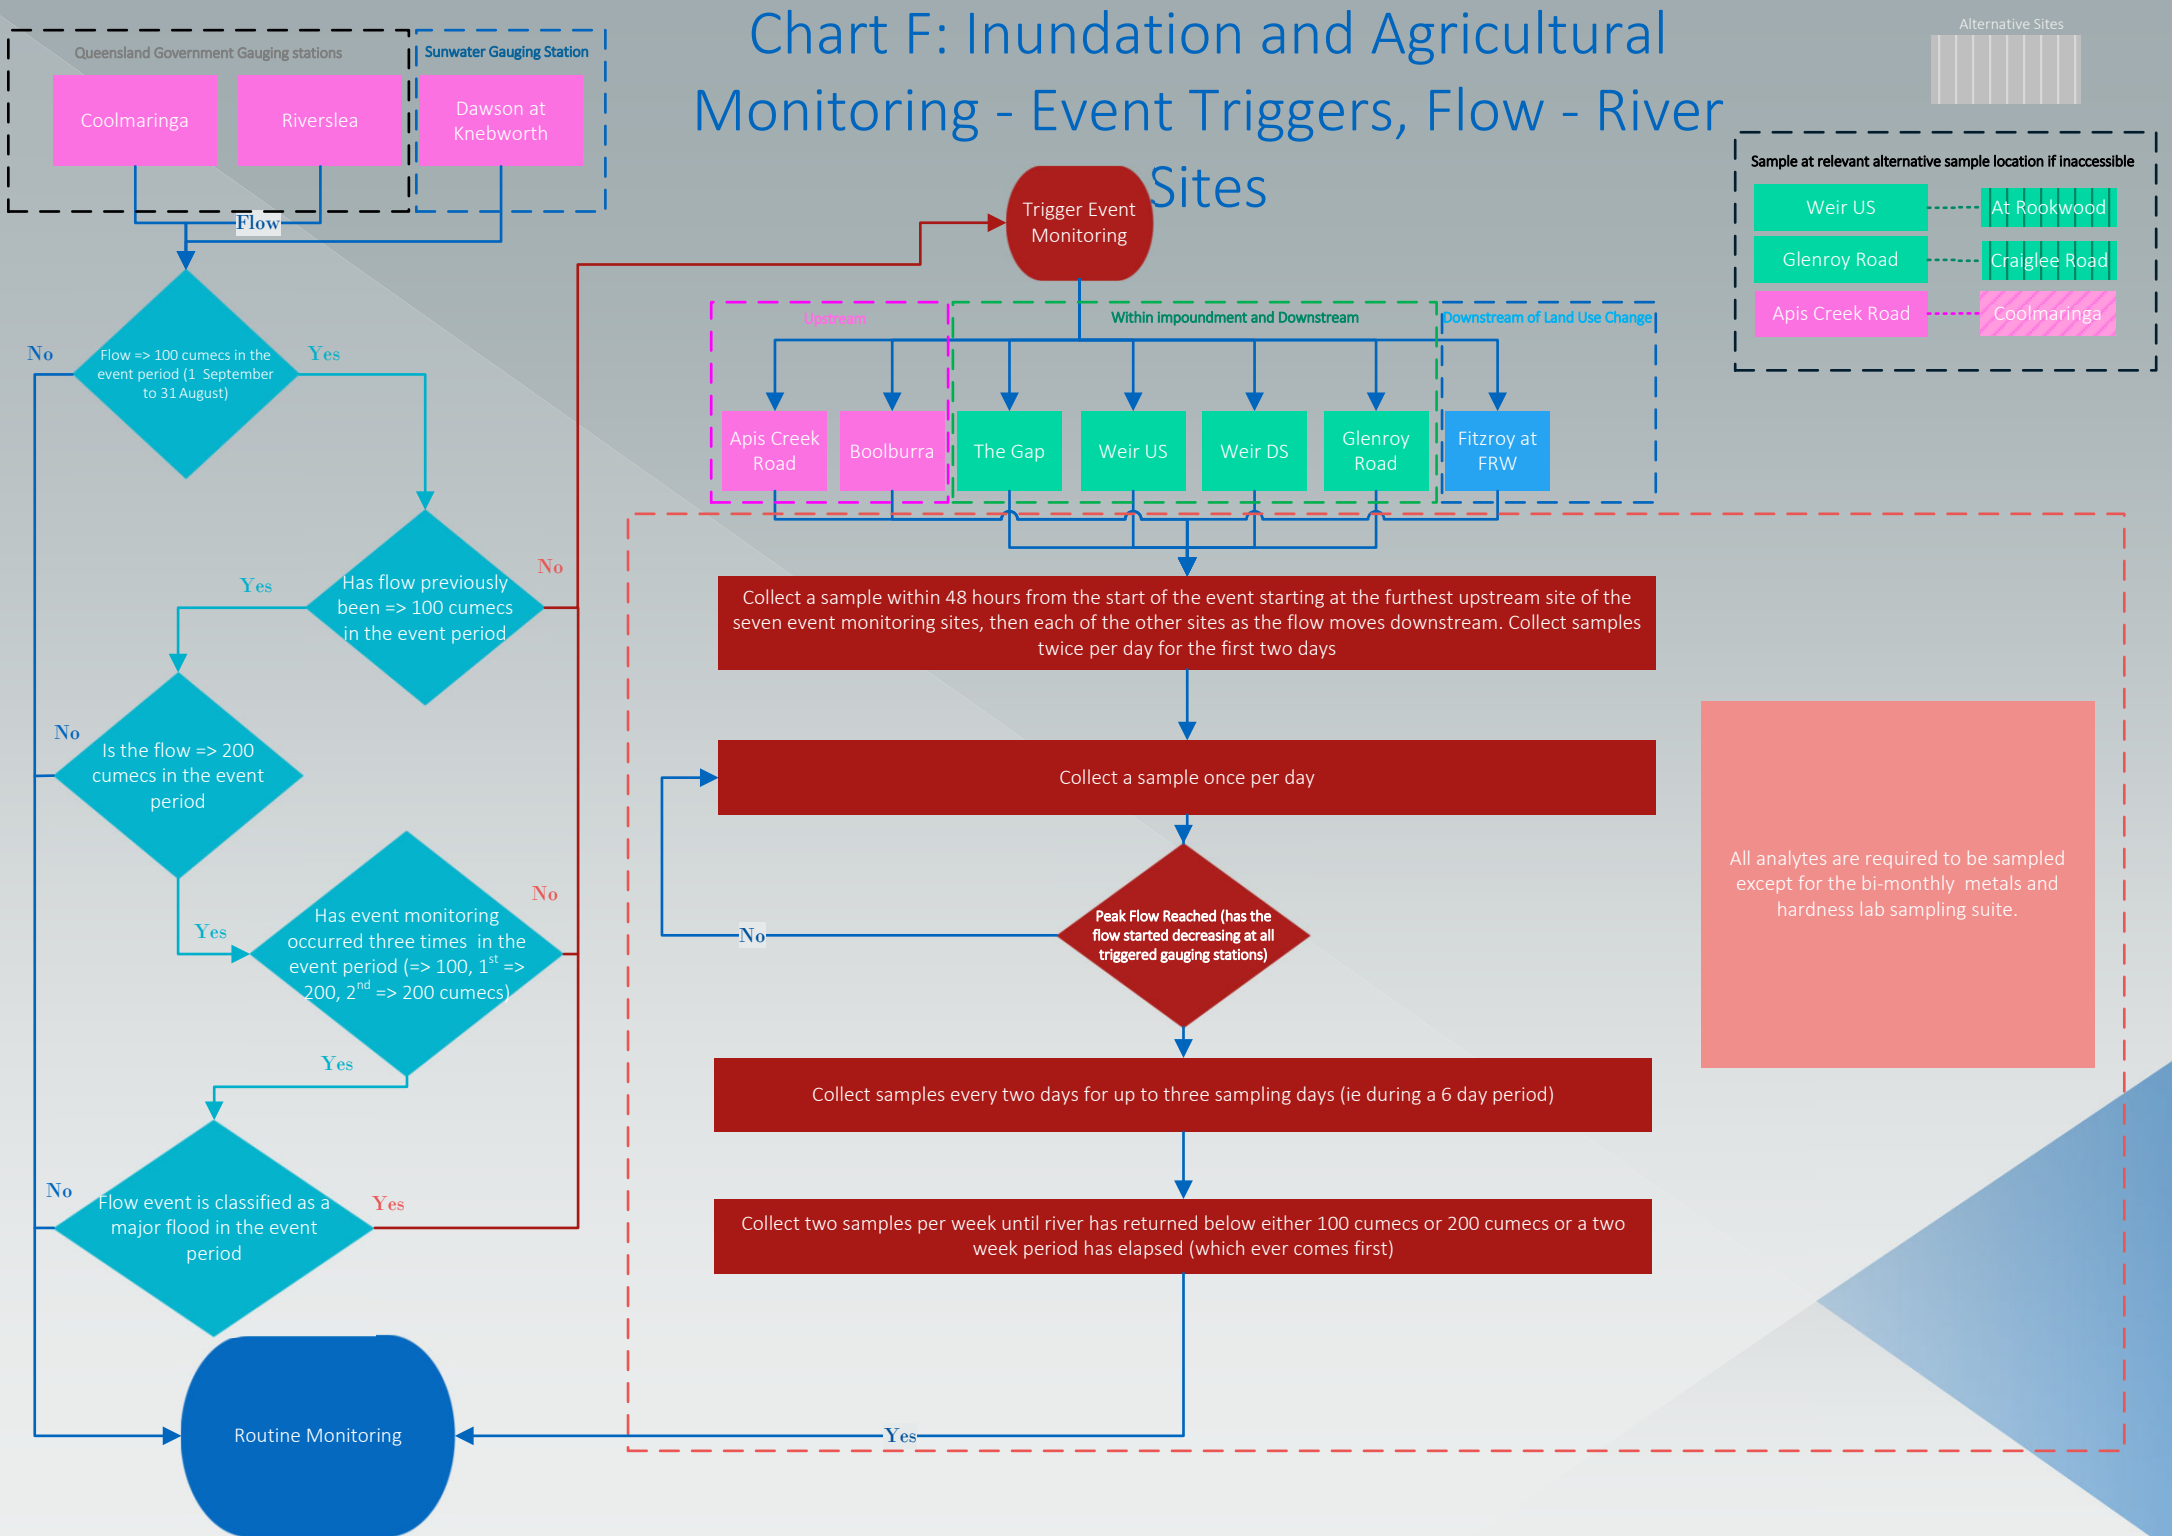 Chart F: Inundation and Agricultural
Monitoring - Event Triggers, Flow - River
Sites
Alternative Sites
Queensland Government Gauging stations
Sunwater Gauging Station
Coolmaringa
Riverslea
Dawson at
Knebworth
Flow
Sample at relevant alternative sample location if inaccessible
Weir US
At Rookwood
Glenroy Road
Craiglee Road
Apis Creek Road
Coolmaringa
Trigger Event
Monitoring
Upstream
Within impoundment and Downstream
Downstream of Land Use Change
Apis Creek
Road
Boolburra
The Gap
Weir US
Weir DS
Glenroy
Road
Fitzroy at
FRW
No
Flow => 100 cumecs in the
event period (1  September
to 31 August)
Yes
Yes
Has flow previously
been => 100 cumecs
in the event period
No
No
Is the flow => 200
cumecs in the event
period
Yes
Has event monitoring
occurred three times  in the
event period (=> 100, 1st =>
200, 2nd => 200 cumecs)
No
Yes
No
Flow event is classified as a
major flood in the event
period
Yes
Routine Monitoring
Collect a sample within 48 hours from the start of the event starting at the furthest upstream site of the
seven event monitoring sites, then each of the other sites as the flow moves downstream. Collect samples
twice per day for the first two days
Collect a sample once per day
Peak Flow Reached (has the
flow started decreasing at all
triggered gauging stations)
No
Collect samples every two days for up to three sampling days (ie during a 6 day period)
Collect two samples per week until river has returned below either 100 cumecs or 200 cumecs or a two
week period has elapsed (which ever comes first)
Yes
All analytes are required to be sampled
except for the bi-monthly  metals and
hardness lab sampling suite.